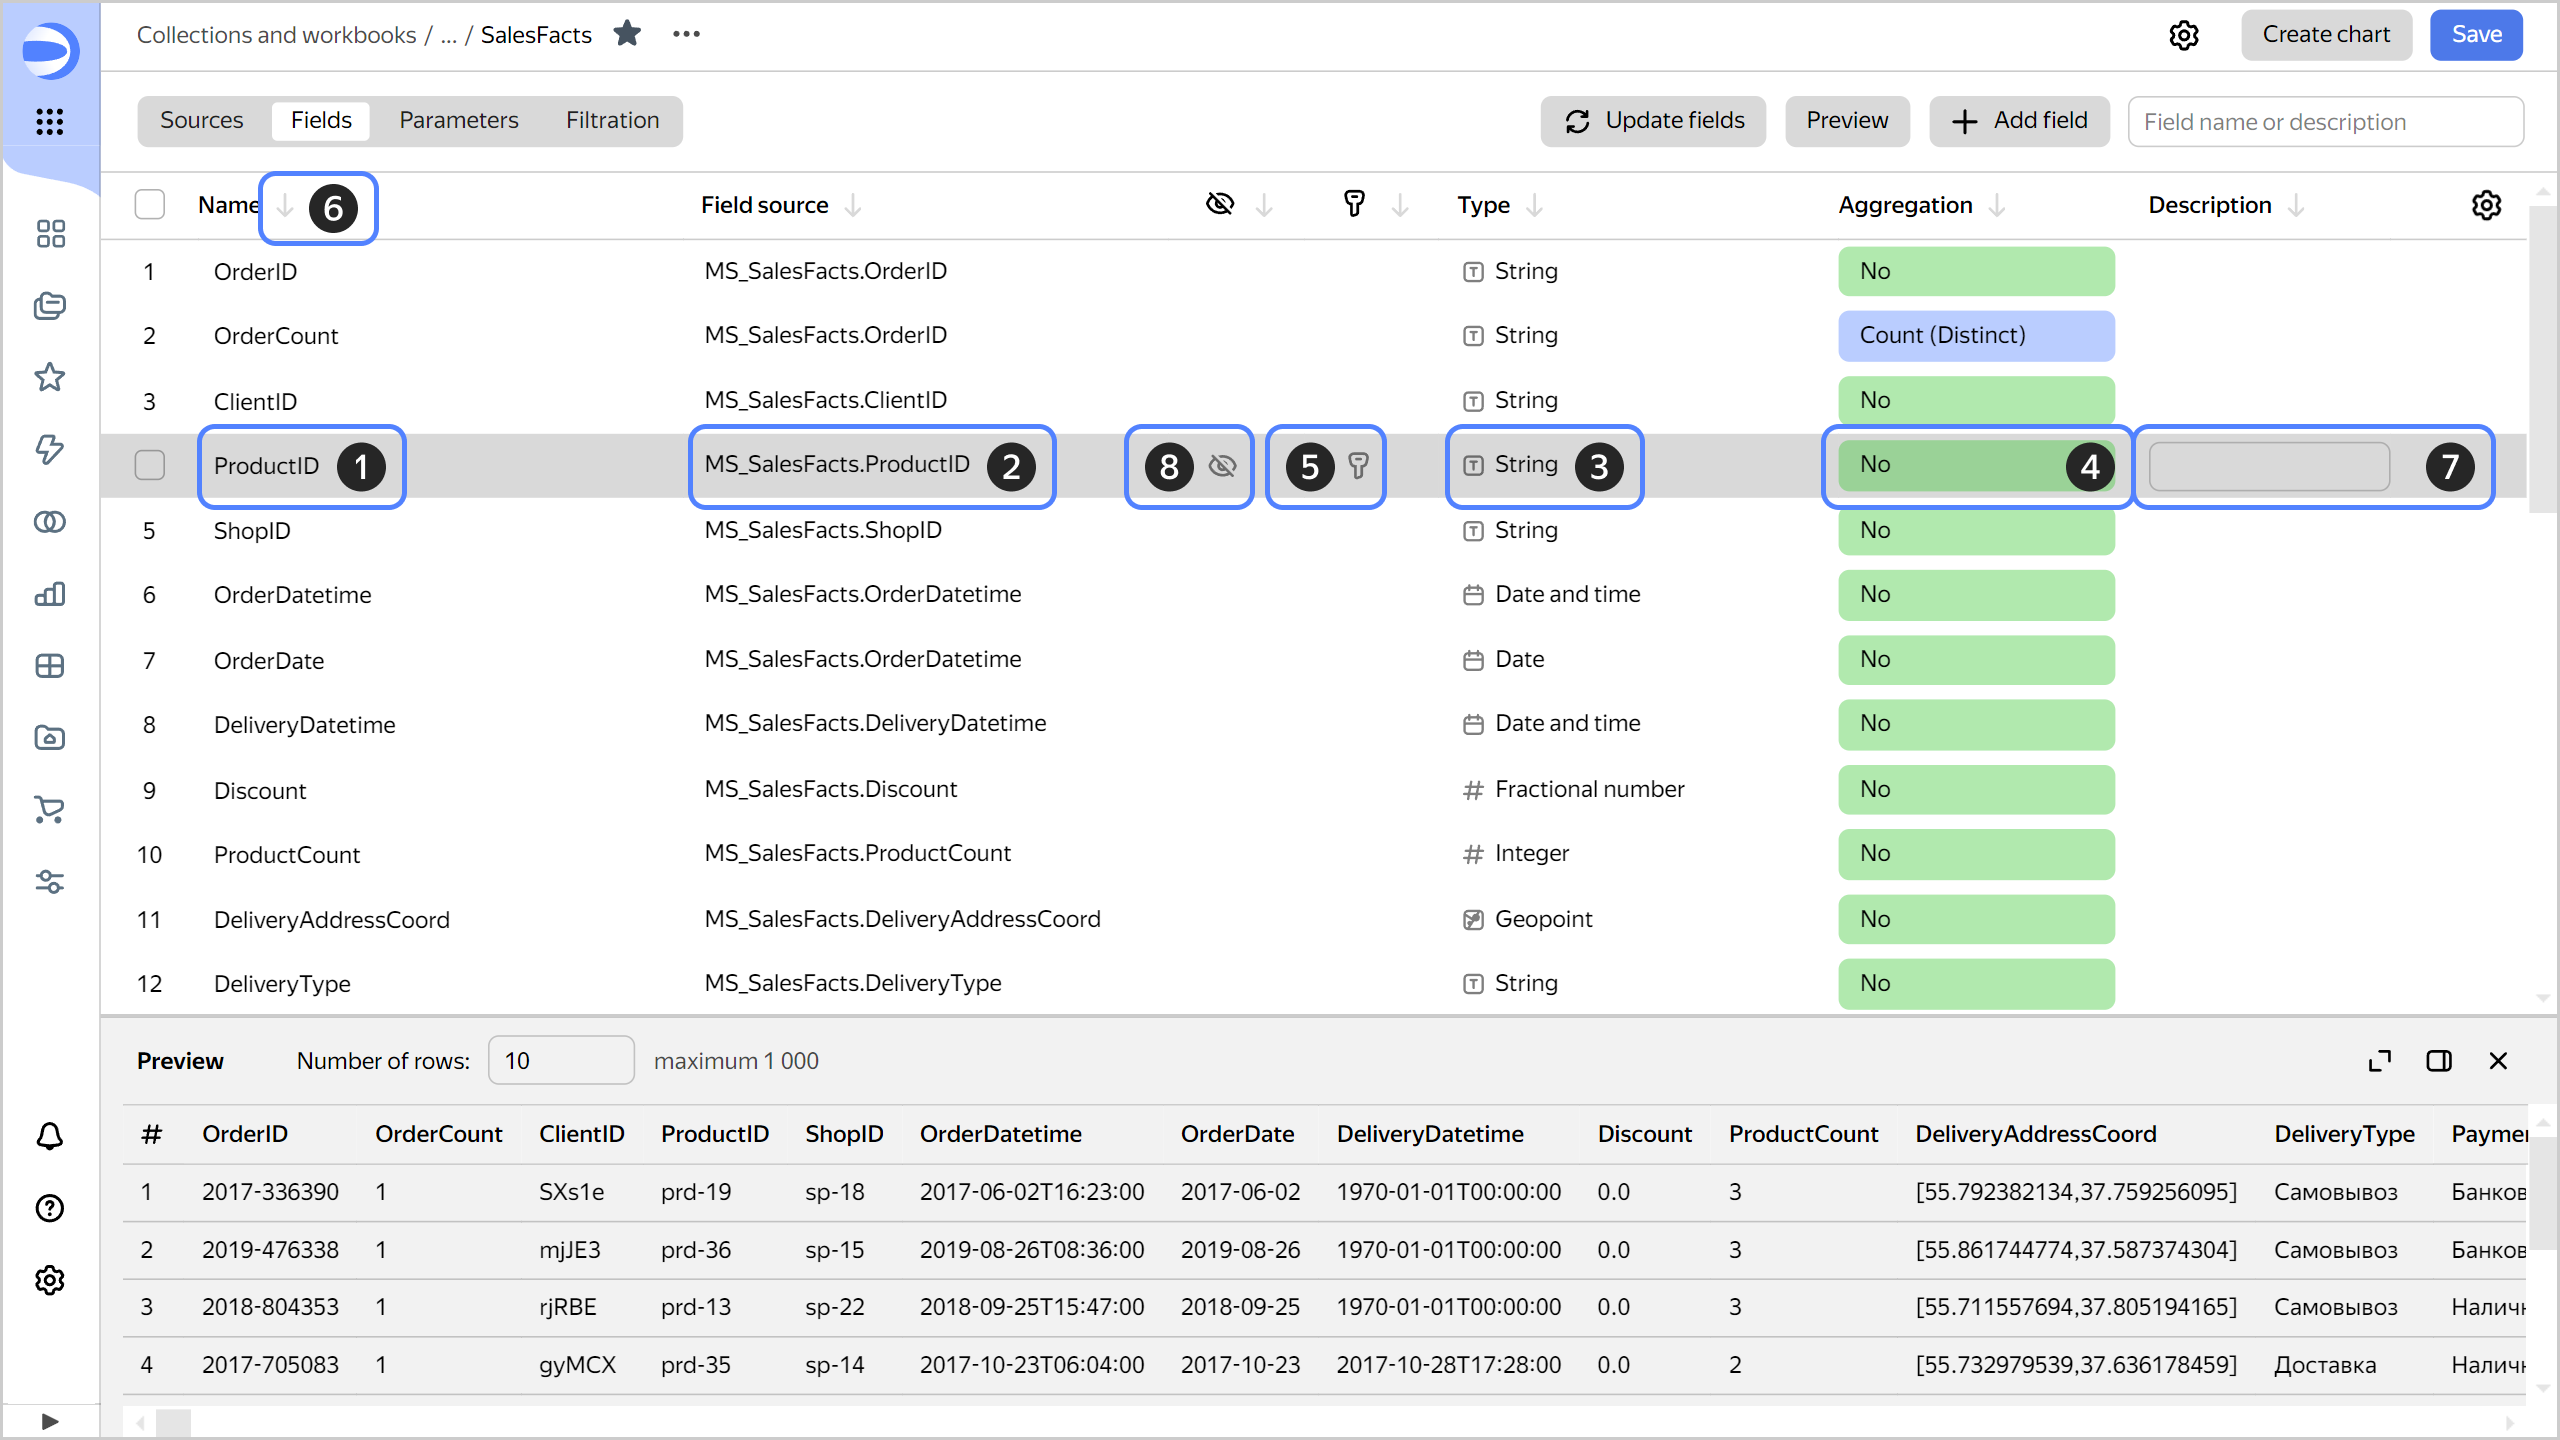 Collections and workbooks / ... / SalesFacts
Create chart
Save
Sources
Fields
Parameters
Filtration
Update fields
Preview
Add field
Field name or description
Name 6 Field source Type Aggregation Description
1 OrderID MS_SalesFacts.OrderID String No
2 OrderCount MS_SalesFacts.OrderID String Count (Distinct)
3 ClientID MS_SalesFacts.ClientID String No
ProductID 1 MS_SalesFacts.ProductID 2 8 5 String 3 No 4 7
5 ShopID MS_SalesFacts.ShopID String No
6 OrderDatetime MS_SalesFacts.OrderDatetime Date and time No
7 OrderDate MS_SalesFacts.OrderDatetime Date No
8 DeliveryDatetime MS_SalesFacts.DeliveryDatetime Date and time No
9 Discount MS_SalesFacts.Discount Fractional number No
10 ProductCount MS_SalesFacts.ProductCount Integer No
11 DeliveryAddressCoord MS_SalesFacts.DeliveryAddressCoord Geopoint No
12 DeliveryType MS_SalesFacts.DeliveryType String No
Preview Number of rows: 10 maximum 1 000
# OrderID OrderCount ClientID ProductID ShopID OrderDatetime OrderDate DeliveryDatetime Discount ProductCount DeliveryAddressCoord DeliveryType
1 2017-336390 1 SXs1e prd-19 sp-18 2017-06-02T16:23:00 2017-06-02 1970-01-01T00:00:00 0.0 3 [55.792382134,37.759256095] Самовывоз
2 2019-476338 1 mjJE3 prd-36 sp-15 2019-08-26T08:36:00 2019-08-26 1970-01-01T00:00:00 0.0 3 [55.861744774,37.587374304] Самовывоз
3 2018-804353 1 rjRBE prd-13 sp-22 2018-09-25T15:47:00 2018-09-25 1970-01-01T00:00:00 0.0 3 [55.711557694,37.805194165] Самовывоз
4 2017-705083 1 gyMCX prd-35 sp-14 2017-10-23T06:04:00 2017-10-23 2017-10-28T17:28:00 0.0 2 [55.732979539,37.636178459] Доставка